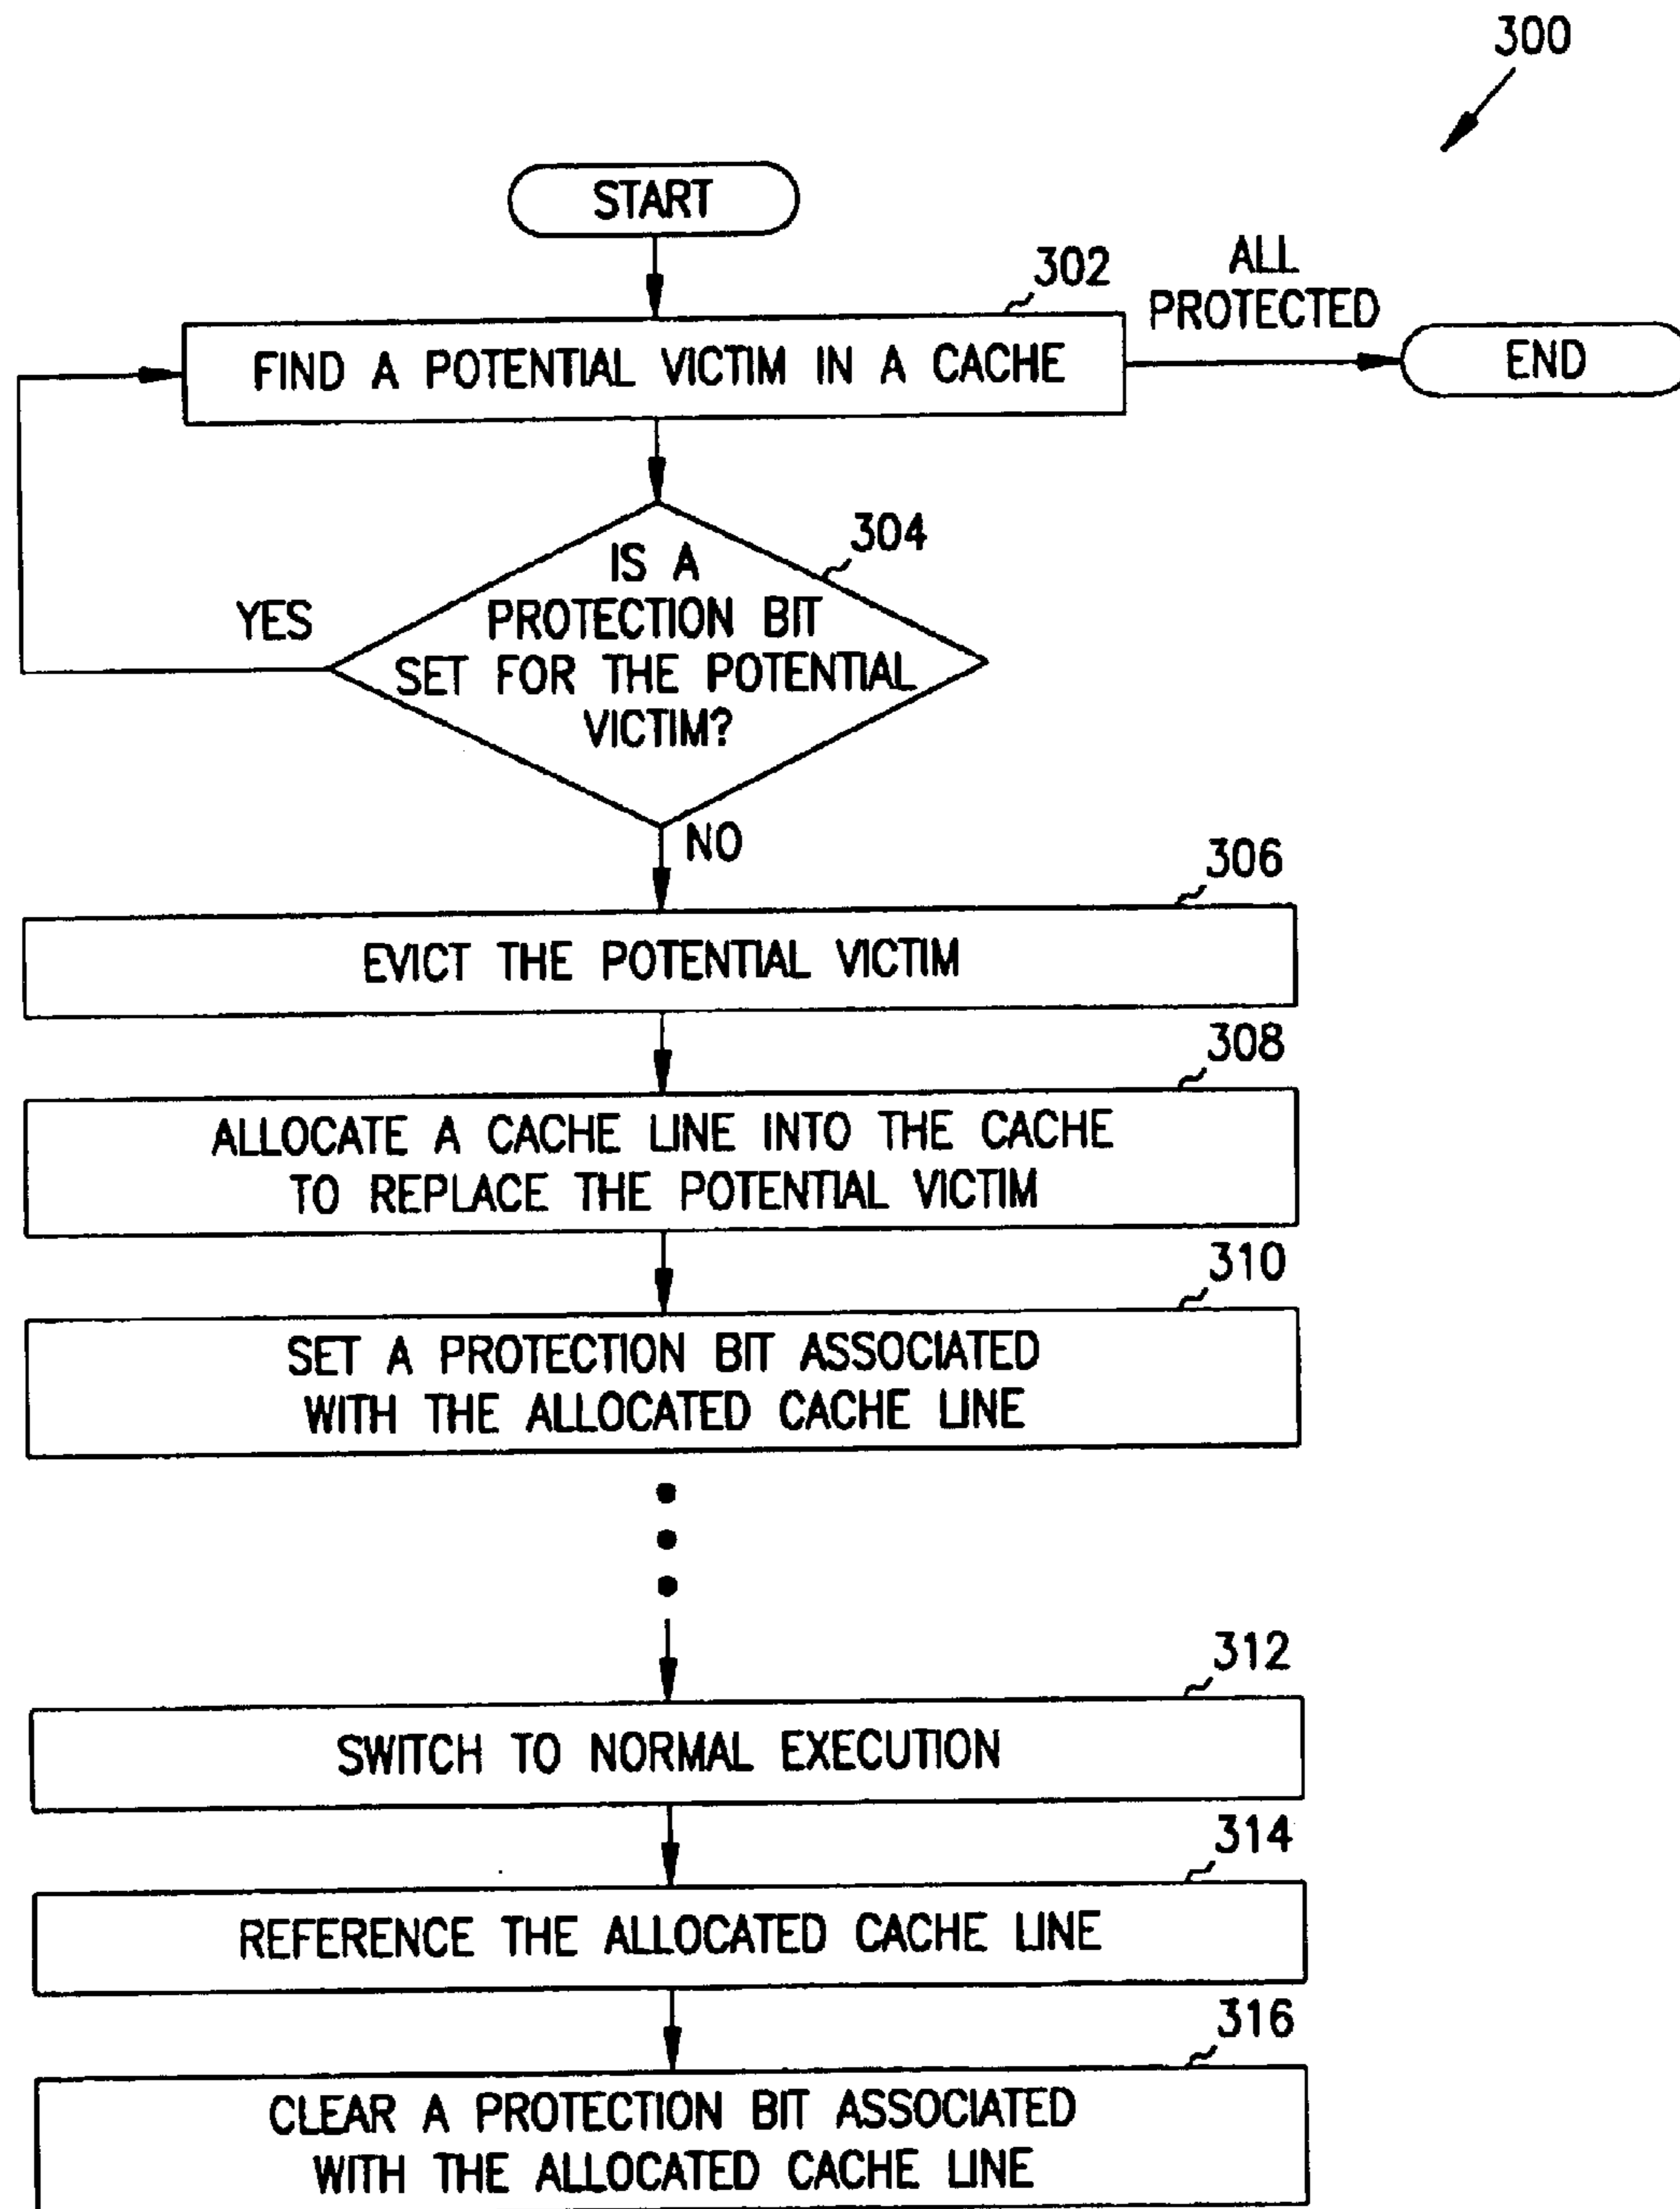 300
START
302
ALL
PROTECTED
FIND A POTENTIAL VICTIM IN A CACHE
END
304
IS A
PROTECTION BIT
SET FOR THE POTENTIAL
VICTIM?
YES
NO
306
EVICT THE POTENTIAL VICTIM
308
ALLOCATE A CACHE LINE INTO THE CACHE
TO REPLACE THE POTENTIAL VICTIM
310
SET A PROTECTION BIT ASSOCIATED
WITH THE ALLOCATED CACHE LINE
312
SWITCH TO NORMAL EXECUTION
314
REFERENCE THE ALLOCATED CACHE LINE
316
CLEAR A PROTECTION BIT ASSOCIATED
WITH THE ALLOCATED CACHE LINE